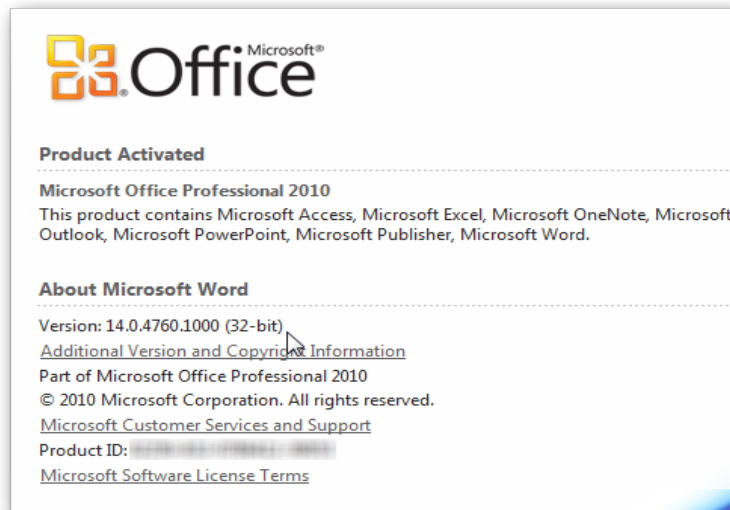 Microsoft®
Office
Product Activated
Microsoft Office Professional 2010
This product contains Microsoft Access, Microsoft Excel, Microsoft OneNote, Microsoft
Outlook, Microsoft PowerPoint, Microsoft Publisher, Microsoft Word.
About Microsoft Word
Version: 14.0.4760.1000 (32-bit)
Additional Version and Copyright Information
Part of Microsoft Office Professional 2010
© 2010 Microsoft Corporation. All rights reserved.
Microsoft Customer Services and Support
Product ID:
Microsoft Software License Terms